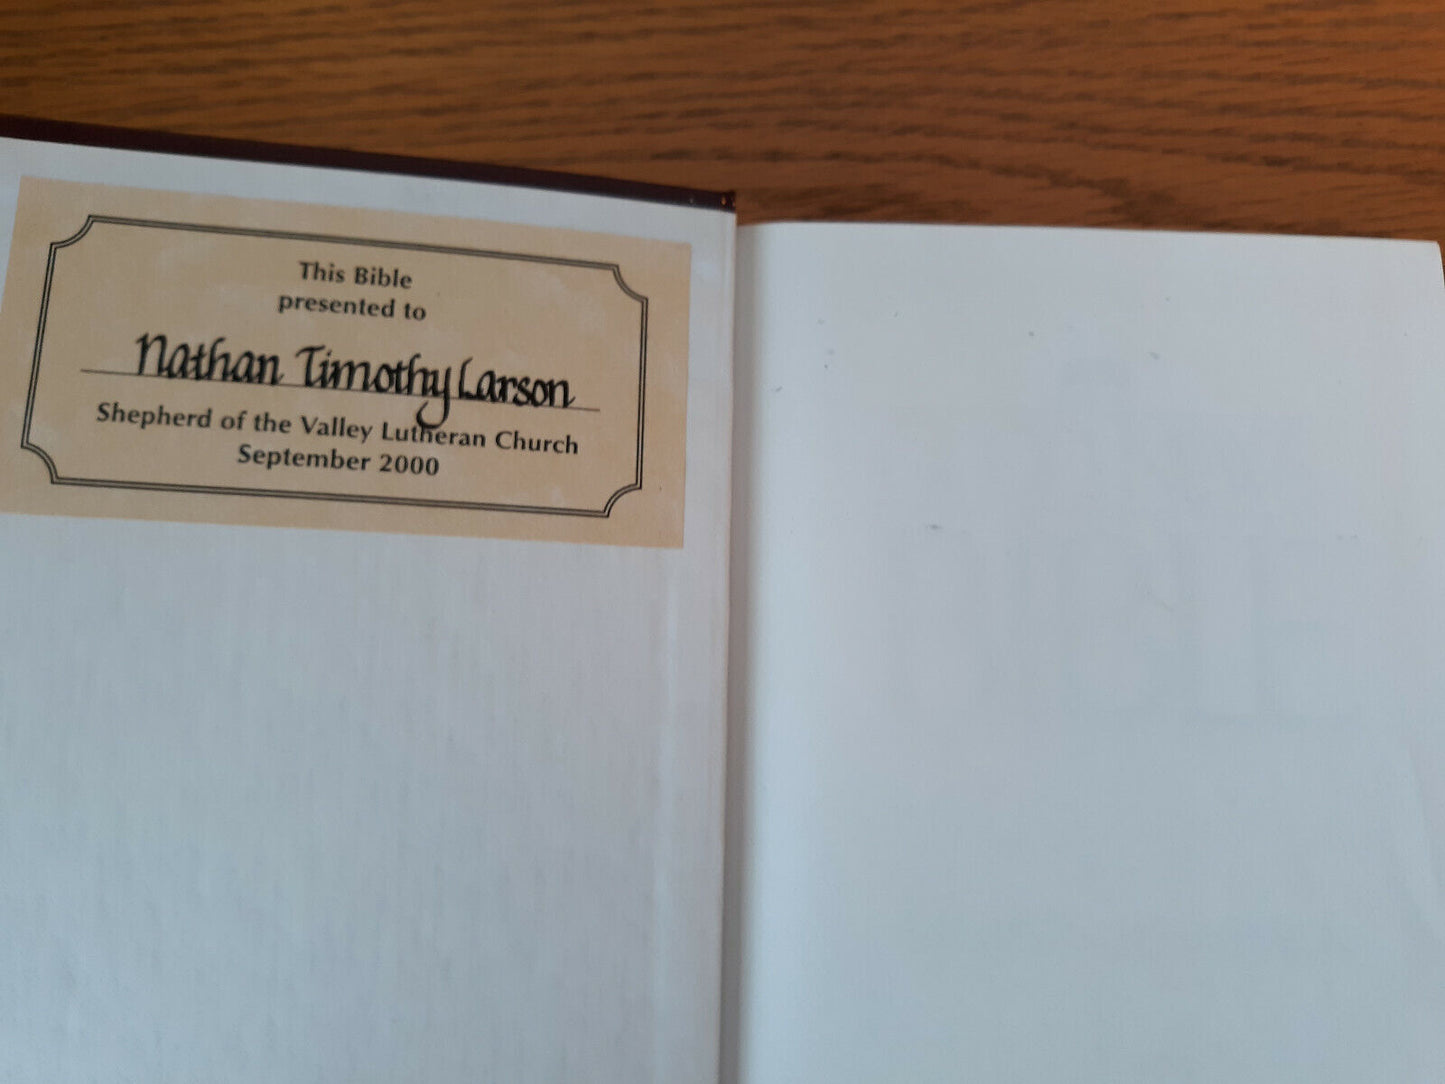 This Bible
presented to
Nathan Timothy Larson
Shepherd of the Valley Lutheran Church
September 2000